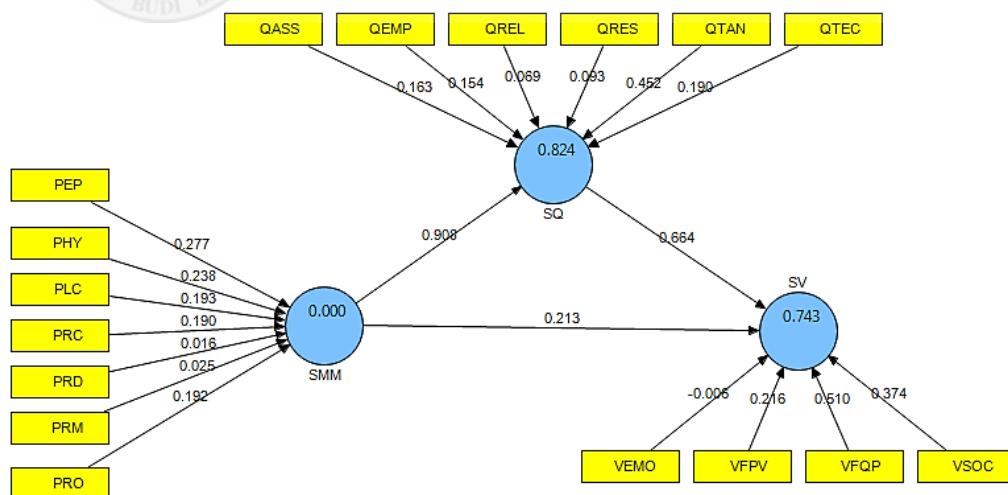 BUDI
QASS QEMP QREL QRES QTAN QTEC
0.163 0.154 0.069 0.093 0.452 0.190
0.824
SQ
PEP
PHY
PLC
PRC
PRD
PRM
PRO
0.277
0.238
0.193
0.190
0.016
0.025
0.192
0.000
SMM
0.908
0.664
0.213
SV
0.743
-0.006 0.216 0.510 0.374
VEMO VFPV VFQP VSOC